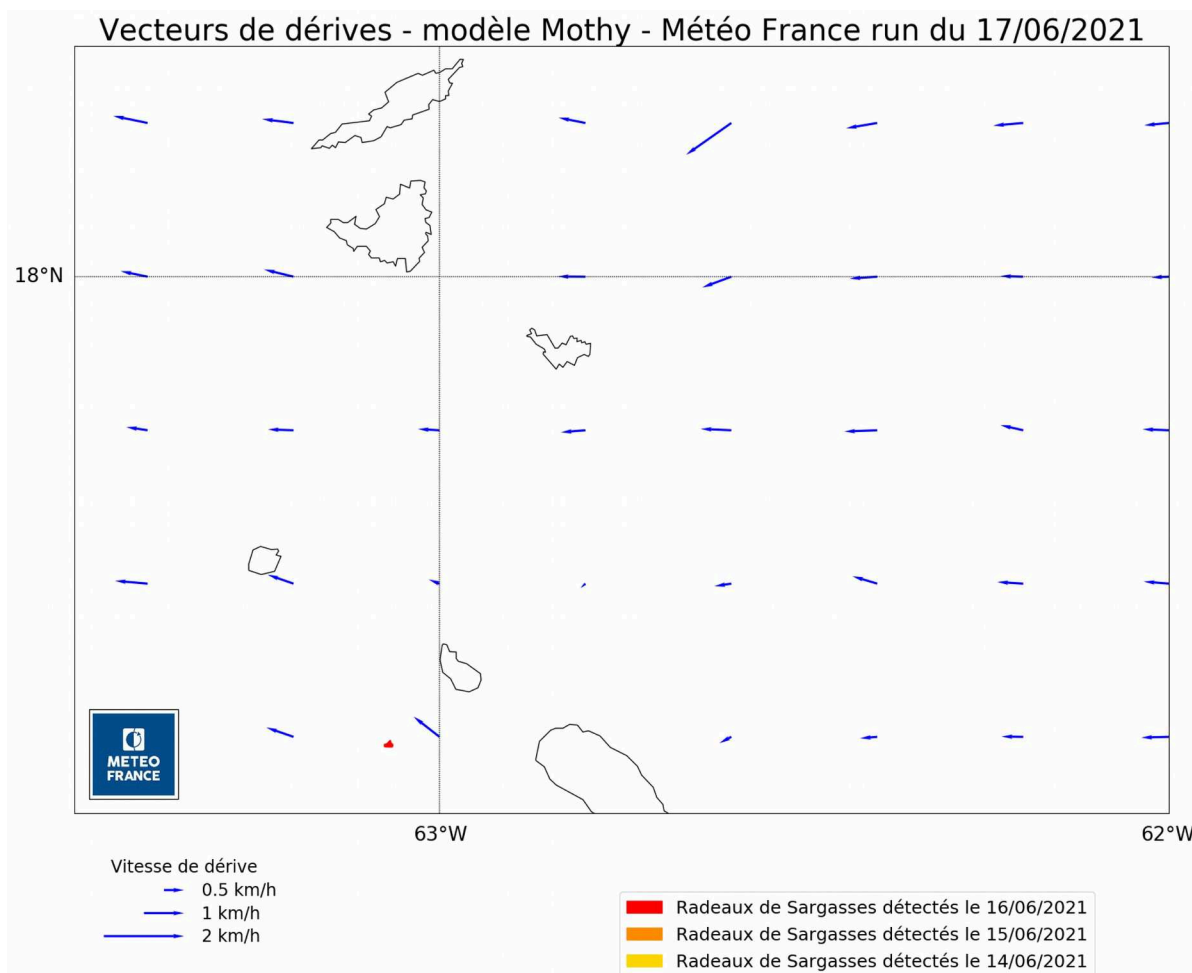 Vecteurs de dérives - modèle Mothy - Météo France run du 17/06/2021
18°N
METEO
FRANCE
63°W
62°W
Vitesse de dérive
0.5 km/h
1 km/h
2 km/h
Radeaux de Sargasses détectés le 16/06/2021
Radeaux de Sargasses détectés le 15/06/2021
Radeaux de Sargasses détectés le 14/06/2021